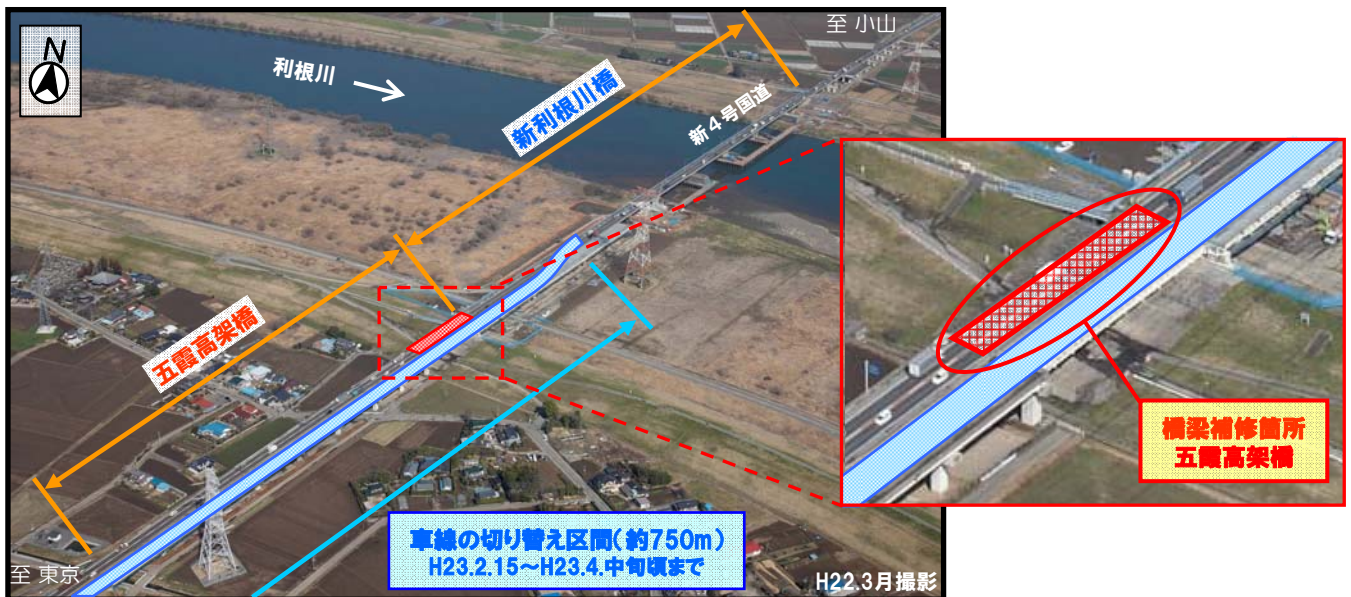 至 小山
N
利根川
新利根川橋
新4号国道
五霞高架橋
橋梁補修箇所
五霞高架橋
車線の切り替え区間(約750m)
H23.2.15～H23.4.中旬頃まで
至 東京
H22.3月撮影